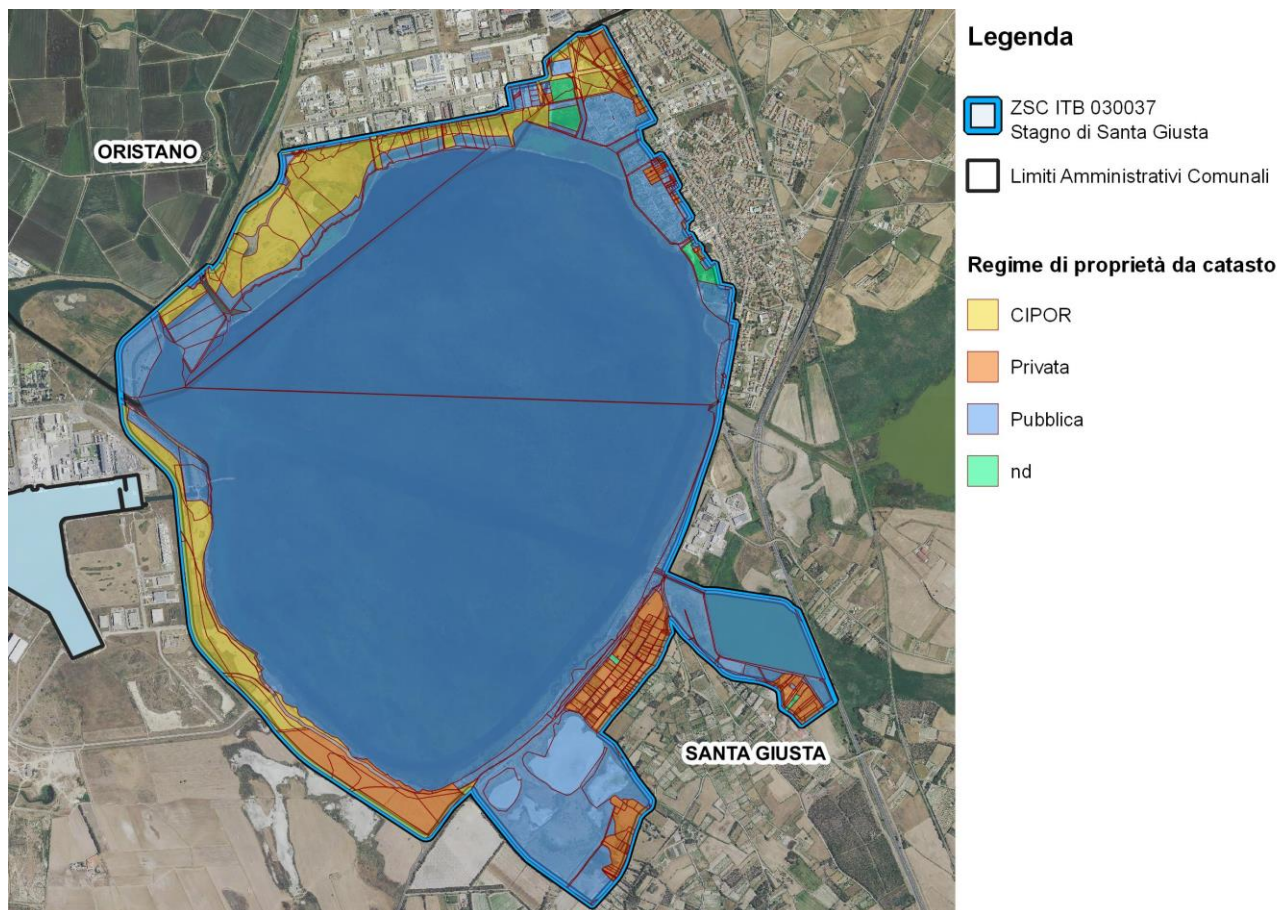 ORISTANO
SANTA GIUSTA
Legenda
ZSC ITB 030037
Stagno di Santa Giusta
Limiti Amministrativi Comunali
Regime di proprietà da catasto
CIPOR
Privata
Pubblica
nd